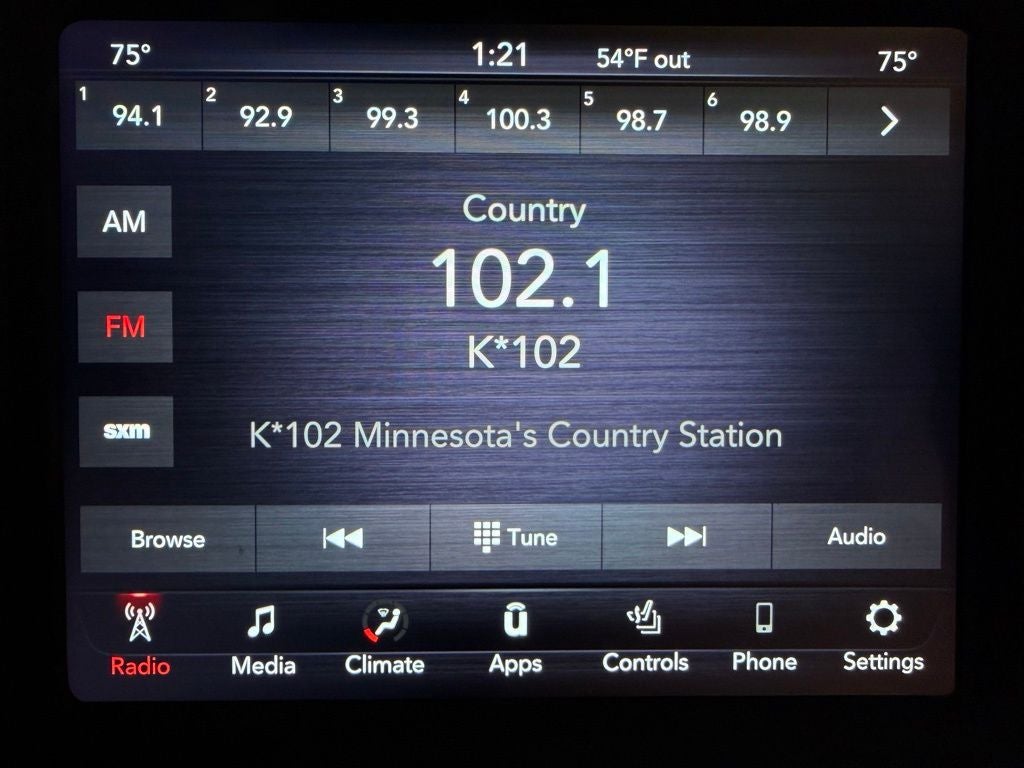 75° 1:21 54°F out 75°
1 94.1 2 92.9 3 99.3 4 100.3 5 98.7 6 98.9
Country
AM
102.1
FM
K*102
sxm
K*102 Minnesota's Country Station
Browse Tune Audio
u
Radio Media Climate Apps Controls Phone Settings